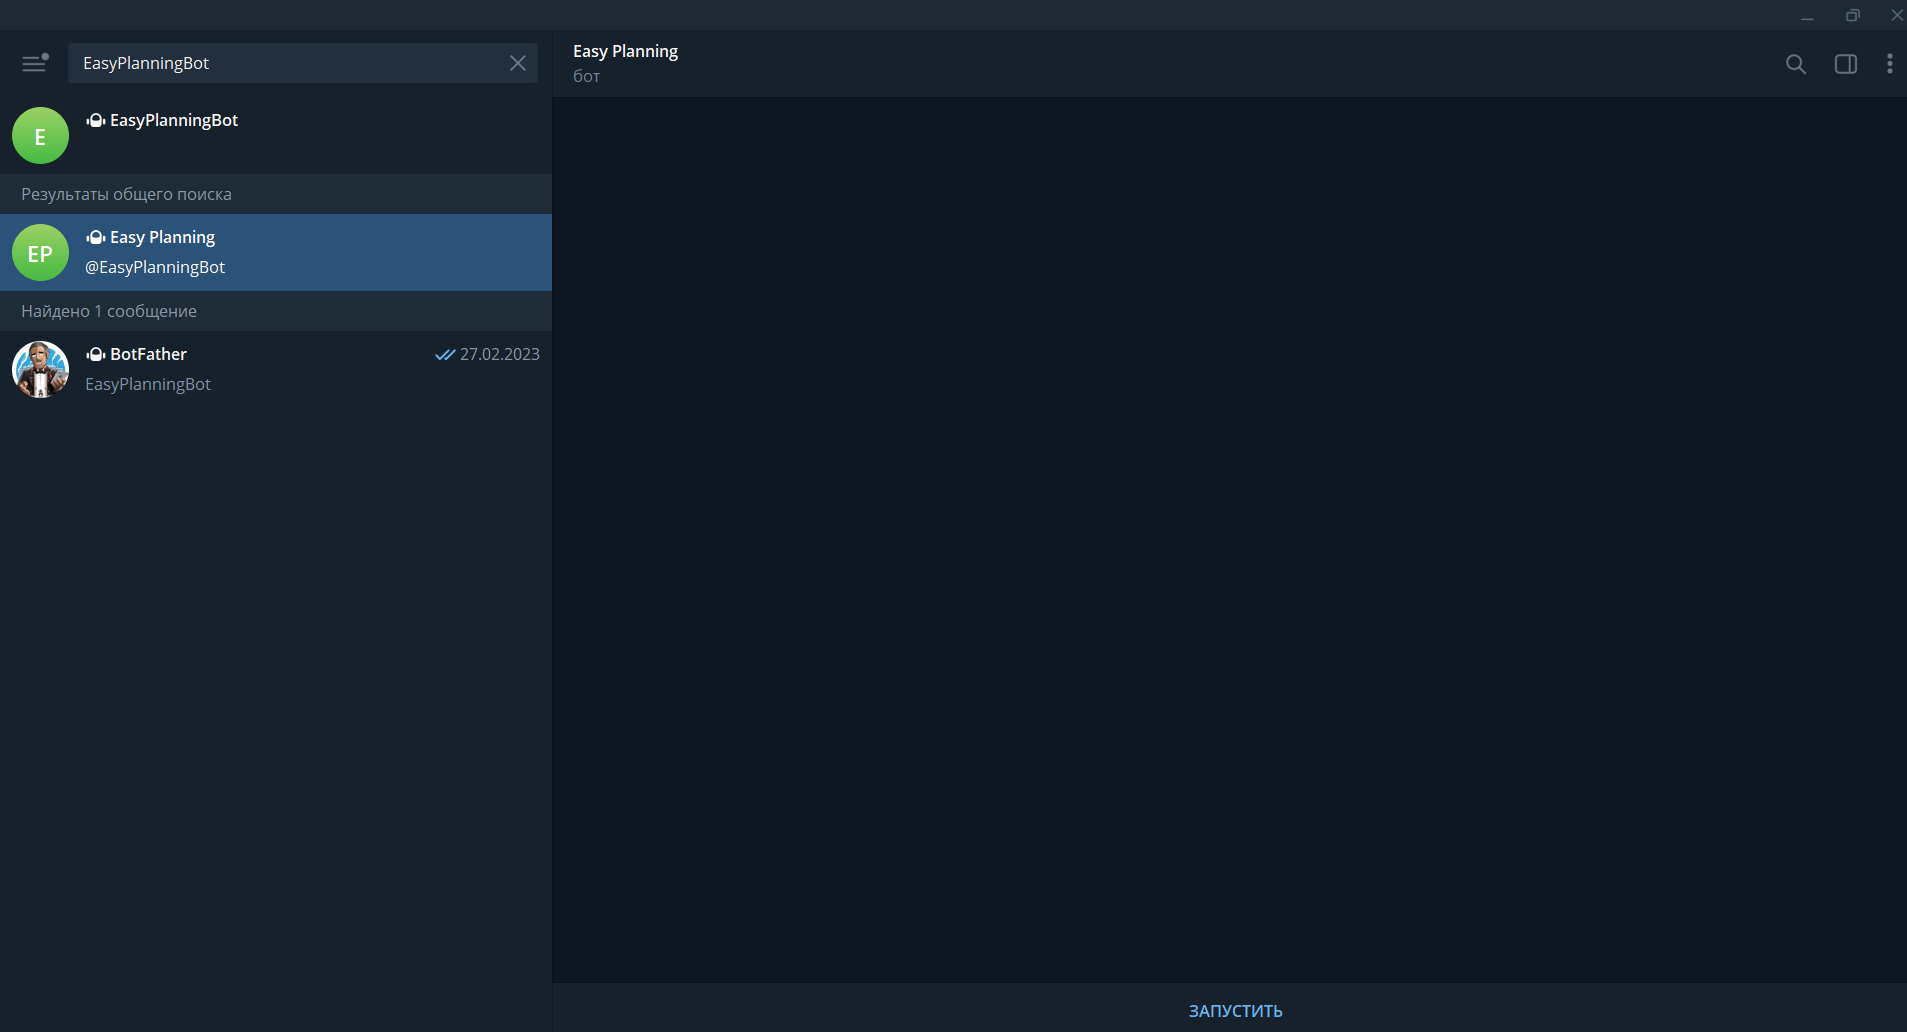 EasyPlanningBot
E
EasyPlanningBot
Результаты общего поиска
EP
Easy Planning
@EasyPlanningBot
Найдено 1 сообщение
BotFather
27.02.2023
EasyPlanningBot
Easy Planning
бот
ЗАПУСТИТЬ